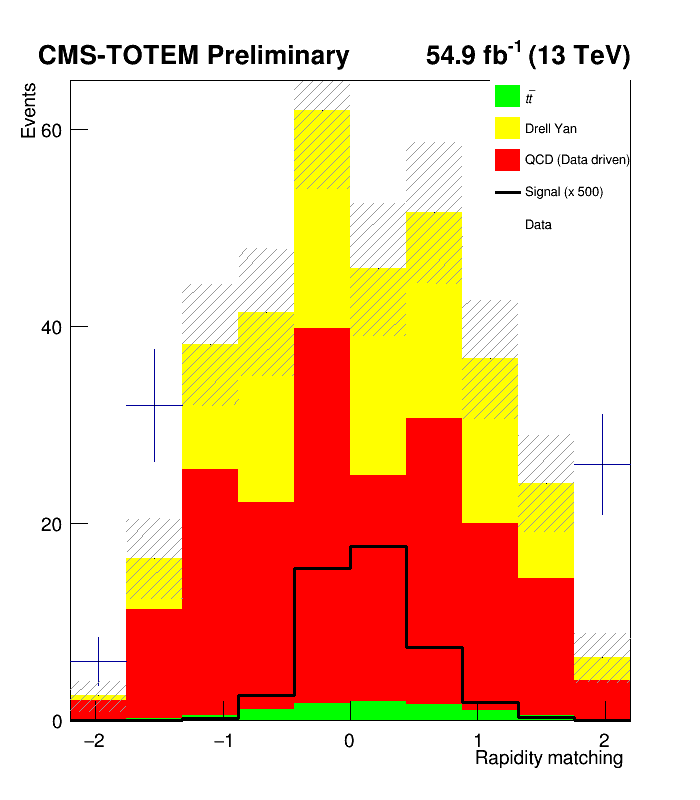 CMS-TOTEM Preliminary 54.9 fb-1 (13 TeV)
Events
60
40
20
0
tt̅
Drell Yan
QCD (Data driven)
Signal (x 500)
Data
−2 −1 0 1 2
Rapidity matching